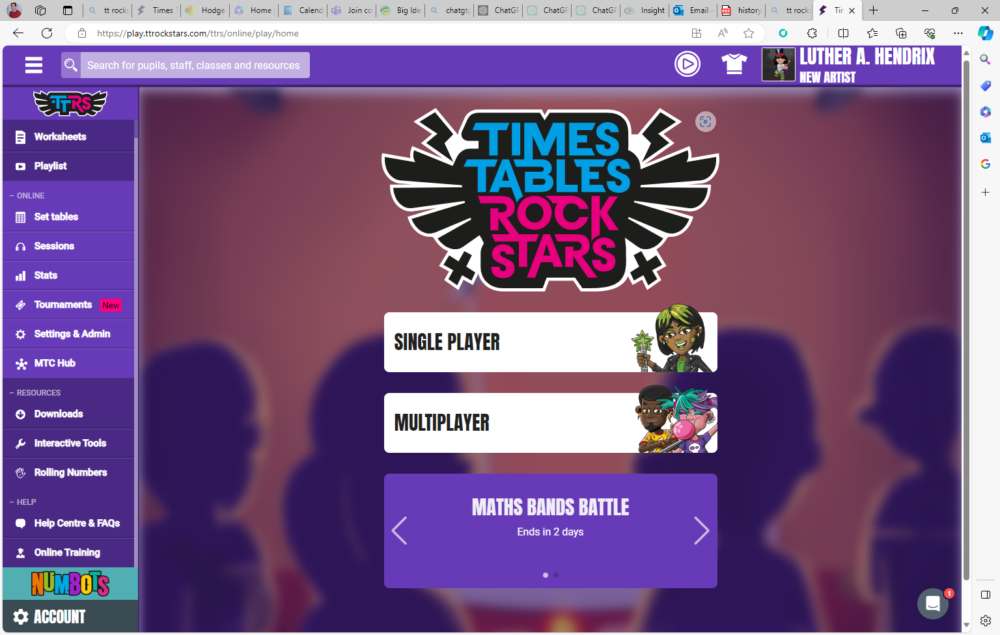 tt rocks
Times T
Hodge
Home |
Calend
Join co
Big Ide
chatgtp
ChatGP
ChatGP
ChatGP
Insight
Email -
history
tt rocks
Tim
https://play.ttrockstars.com/ttrs/online/play/home
Search for pupils, staff, classes and resources
LUTHER A. HENDRIX
NEW ARTIST
TTRS
Worksheets
Playlist
– ONLINE
Set tables
Sessions
Stats
Tournaments New
Settings & Admin
MTC Hub
– RESOURCES
Downloads
Interactive Tools
Rolling Numbers
– HELP
Help Centre & FAQs
Online Training
NUMBOTS
ACCOUNT
TIMES
TABLES
ROCK
STARS
SINGLE PLAYER
MULTIPLAYER
MATHS BANDS BATTLE
Ends in 2 days
1